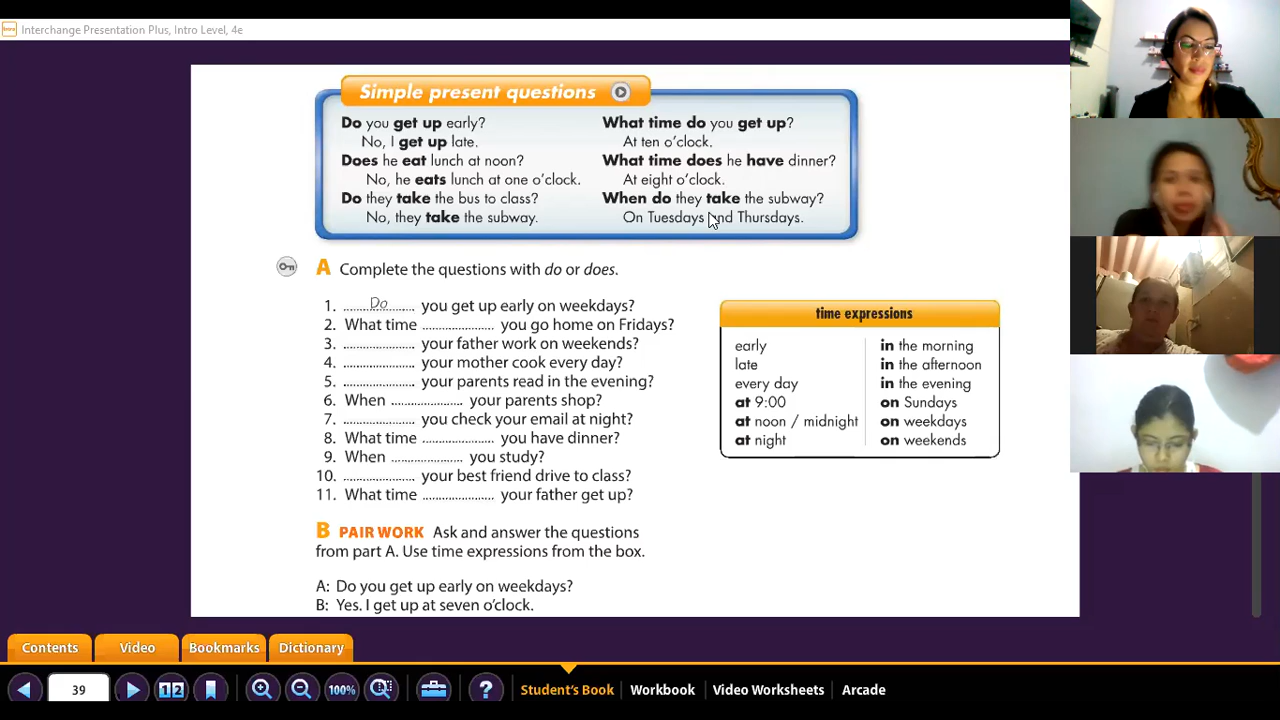 Interchange Presentation Plus, Intro Level, 4e
Simple present questions
Do you get up early?
No, I get up late.
Does he eat lunch at noon?
No, he eats lunch at one o'clock.
Do they take the bus to class?
No, they take the subway.
What time do you get up?
At ten o'clock.
What time does he have dinner?
At eight o'clock.
When do they take the subway?
On Tuesdays and Thursdays.
A Complete the questions with do or does.
1. ....Do.... you get up early on weekdays?
2. What time .................... you go home on Fridays?
3. .................... your father work on weekends?
4. .................... your mother cook every day?
5. .................... your parents read in the evening?
6. When .................... your parents shop?
7. .................... you check your email at night?
8. What time .................... you have dinner?
9. When .................... you study?
10. .................... your best friend drive to class?
11. What time .................... your father get up?
time expressions
early
late
every day
at 9:00
at noon / midnight
at night
in the morning
in the afternoon
in the evening
on Sundays
on weekdays
on weekends
B PAIR WORK Ask and answer the questions
from part A. Use time expressions from the box.
A: Do you get up early on weekdays?
B: Yes. I get up at seven o'clock.
Contents Video Bookmarks Dictionary
39 12 100% ? Student's Book Workbook Video Worksheets Arcade